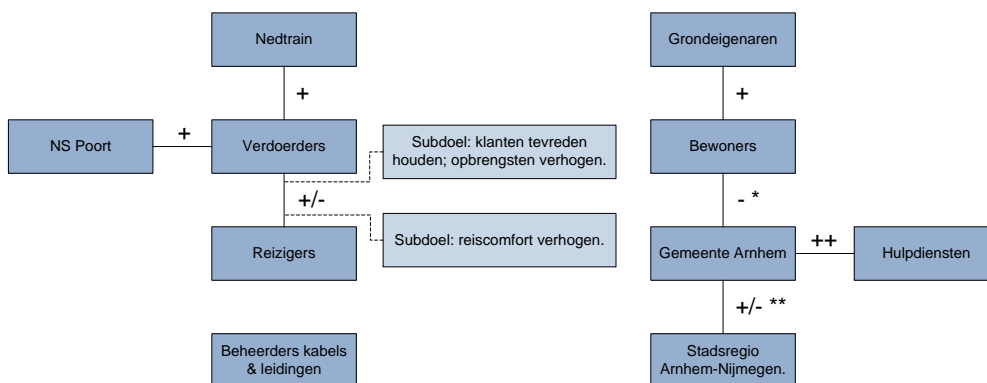 Nedtrain
Grondeigenaren
+
+
NS Poort
+
Verdoerders
Subdoel: klanten tevreden
houden; opbrengsten verhogen.
Bewoners
+/-
- *
Reizigers
Subdoel: reiscomfort verhogen.
Gemeente Arnhem
++
Hulpdiensten
+/- **
Beheerders kabels
& leidingen
Stadsregio
Arnhem-Nijmegen.